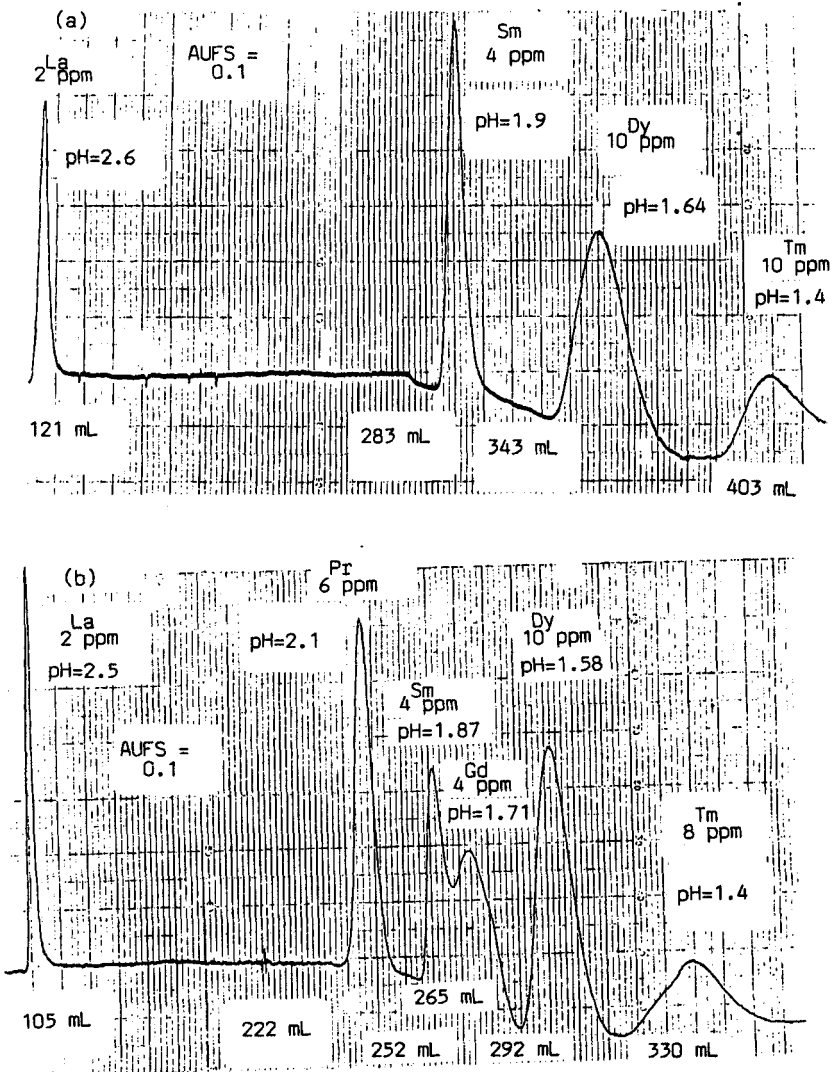 (a)
La
2 ppm
pH=2.6
AUFS =
0.1
Sm
4 ppm
pH=1.9
Dy
10 ppm
pH=1.64
Tm
10 ppm
pH=1.4
121 mL
283 mL
343 mL
403 mL
(b)
La
2 ppm
pH=2.5
AUFS =
0.1
pH=2.1
Pr
6 ppm
Sm
4 ppm
pH=1.87
Gd
4 ppm
pH=1.71
Dy
10 ppm
pH=1.58
Tm
8 ppm
pH=1.4
105 mL
222 mL
252 mL
265 mL
292 mL
330 mL